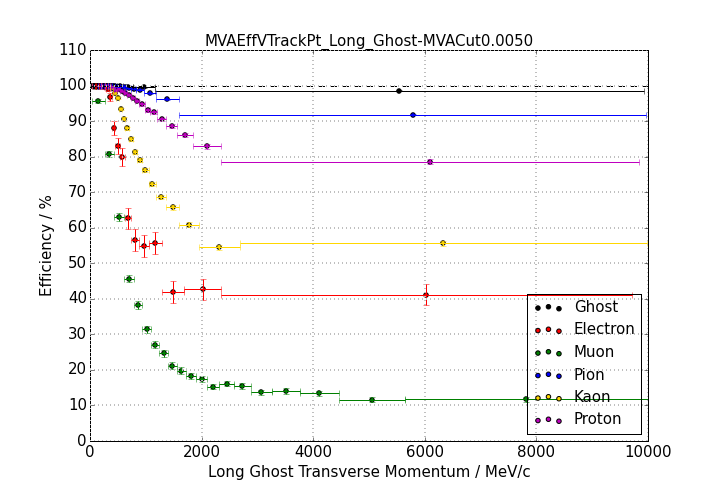 MVAEffVTrackPt_Long_Ghost-MVACut0.0050
110
100
90
80
70
60
50
40
30
20
10
0
Efficiency / %
0 2000 4000 6000 8000 10000
Long Ghost Transverse Momentum / MeV/c
Ghost
Electron
Muon
Pion
Kaon
Proton